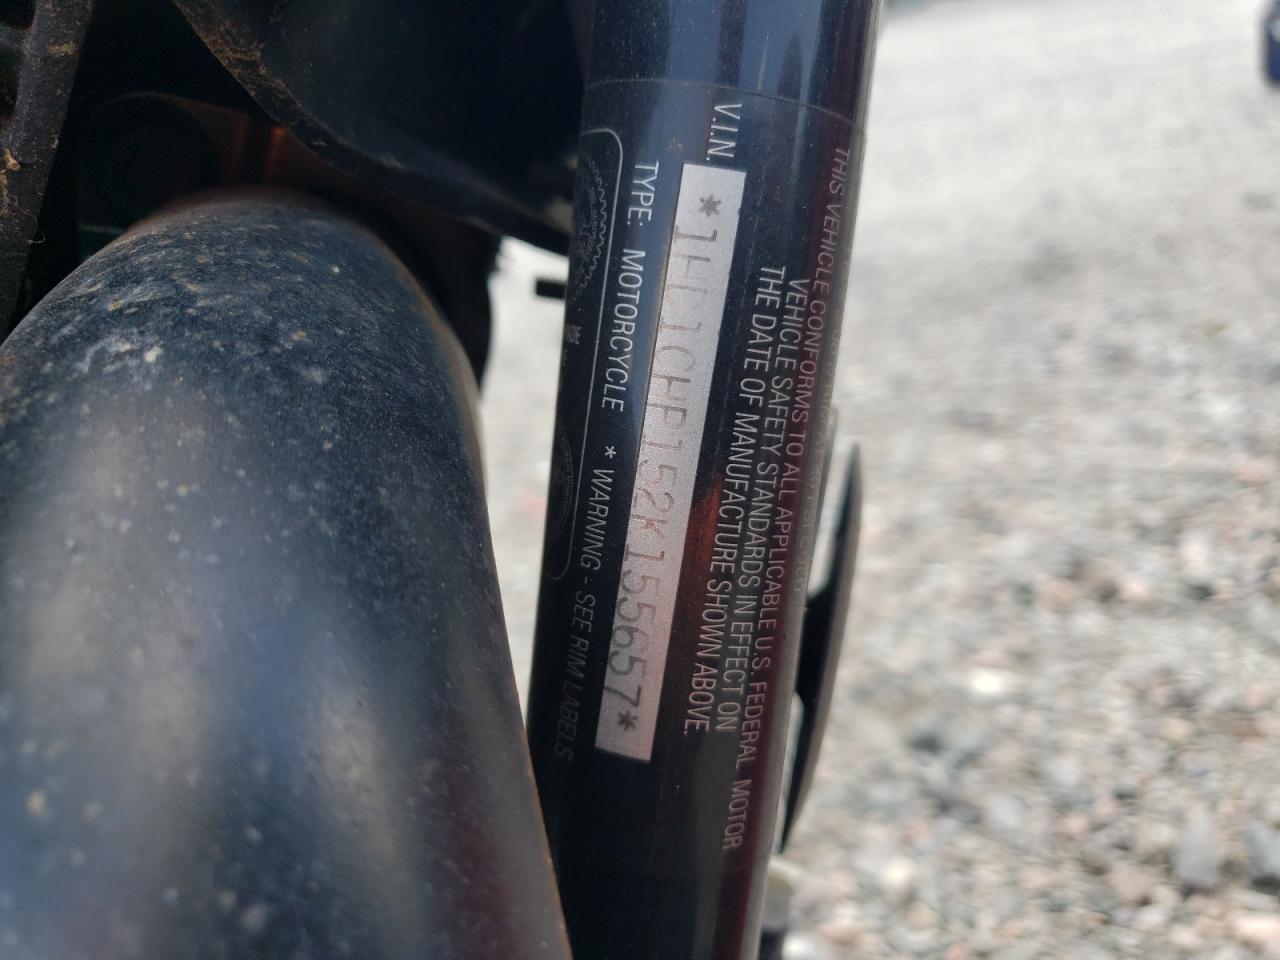 THIS VEHICLE CONFORMS TO ALL APPLICABLE U.S. FEDERAL MOTOR
VEHICLE SAFETY STANDARDS IN EFFECT ON
THE DATE OF MANUFACTURE SHOWN ABOVE.
V.I.N. *1HD1CHP152K155657*
TYPE: MOTORCYCLE * WARNING - SEE RIM LABELS